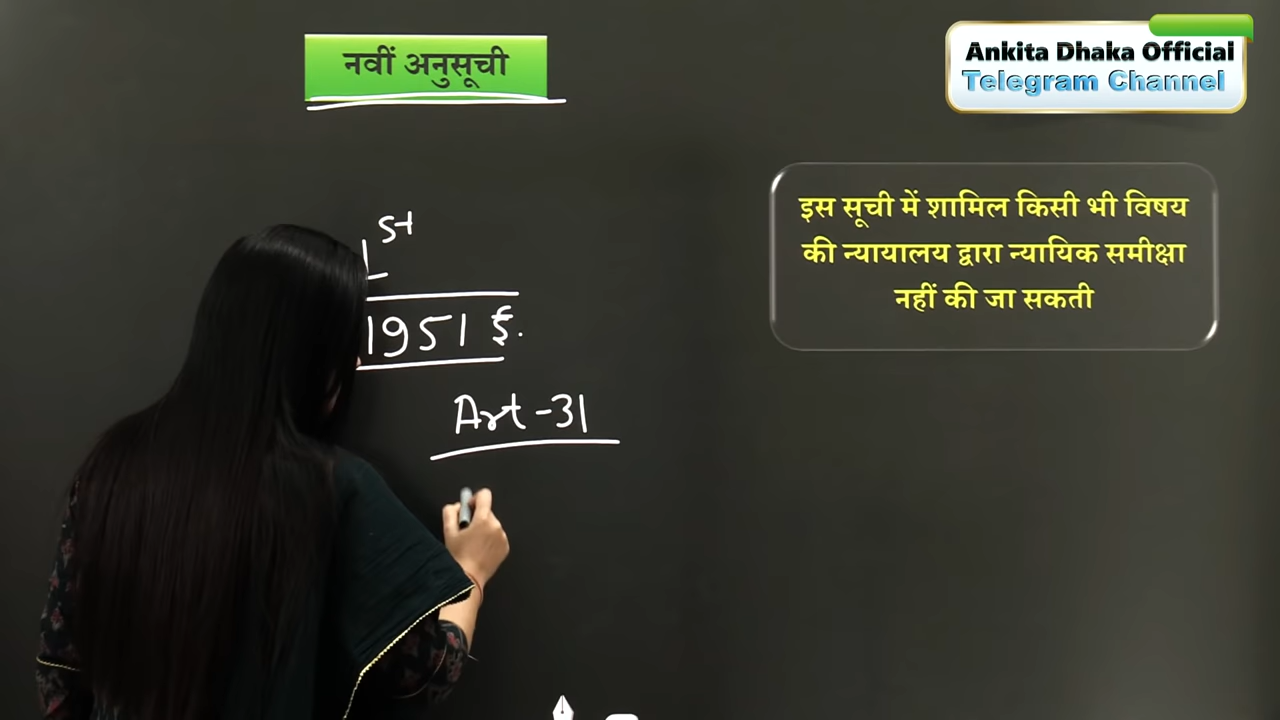 नवीं अनुसूची
Ankita Dhaka Official
Telegram Channel
इस सूची में शामिल किसी भी विषय
की न्यायालय द्वारा न्यायिक समीक्षा
नहीं की जा सकती
1st
1951 ई.
Art-31